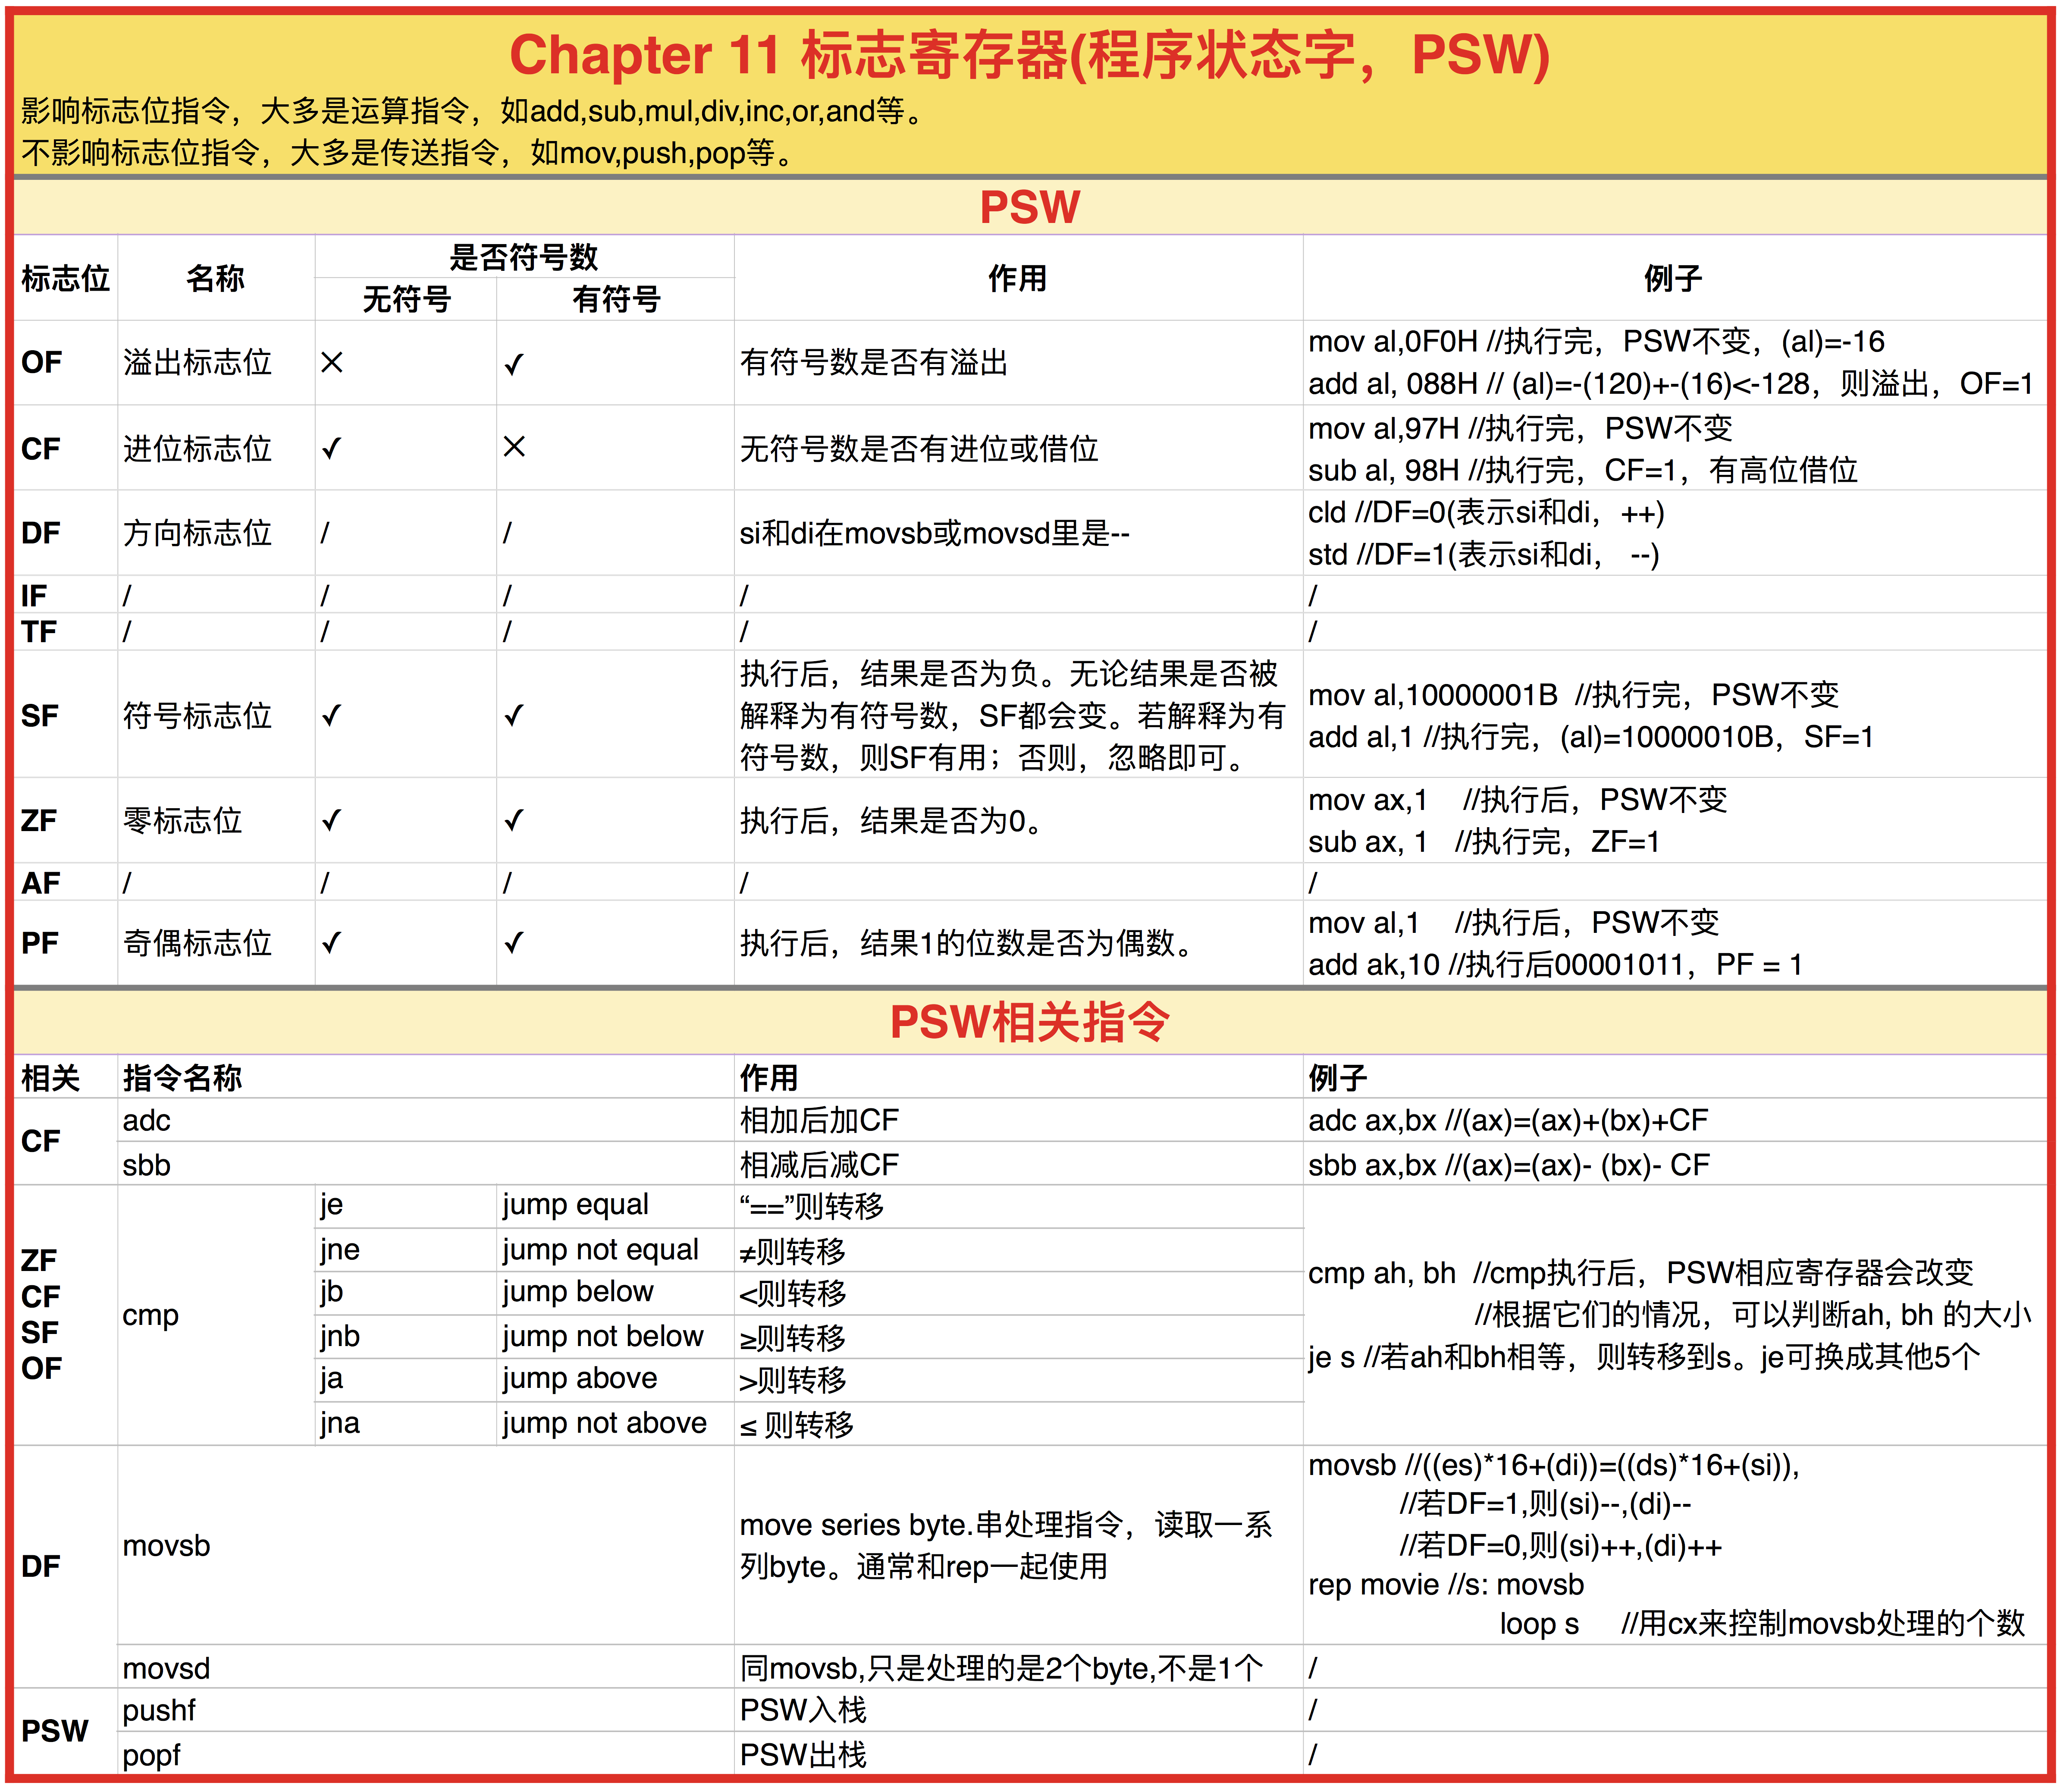 Chapter 11 标志寄存器(程序状态字，PSW)
影响标志位指令，大多是运算指令，如add,sub,mul,div,inc,or,and等。
不影响标志位指令，大多是传送指令，如mov,push,pop等。
PSW
标志位 名称 是否符号数 作用 例子
无符号 有符号
OF 溢出标志位 × ✓ 有符号数是否有溢出
mov al,0F0H //执行完，PSW不变，(al)=-16
add al, 088H // (al)=-(120)+-(16)<-128，则溢出，OF=1
CF 进位标志位 ✓ × 无符号数是否有进位或借位
mov al,97H //执行完，PSW不变
sub al, 98H //执行完，CF=1，有高位借位
DF 方向标志位 / / si和di在movsb或movsd里是--
cld //DF=0(表示si和di，++)
std //DF=1(表示si和di， --)
IF / / / / /
TF / / / / /
SF 符号标志位 ✓ ✓
执行后，结果是否为负。无论结果是否被
解释为有符号数，SF都会变。若解释为有
符号数，则SF有用；否则，忽略即可。
mov al,10000001B //执行完，PSW不变
add al,1 //执行完，(al)=10000010B，SF=1
ZF 零标志位 ✓ ✓ 执行后，结果是否为0。
mov ax,1 //执行后，PSW不变
sub ax, 1 //执行完，ZF=1
AF / / / / /
PF 奇偶标志位 ✓ ✓ 执行后，结果1的位数是否为偶数。
mov al,1 //执行后，PSW不变
add ak,10 //执行后00001011，PF = 1
PSW相关指令
相关 指令名称 作用 例子
CF adc 相加后加CF adc ax,bx //(ax)=(ax)+(bx)+CF
sbb 相减后减CF sbb ax,bx //(ax)=(ax)- (bx)- CF
ZF
CF
SF
OF
cmp
je jump equal “==”则转移
jne jump not equal ≠则转移
jb jump below <则转移
jnb jump not below ≥则转移
ja jump above >则转移
jna jump not above ≤ 则转移
cmp ah, bh //cmp执行后，PSW相应寄存器会改变
//根据它们的情况，可以判断ah, bh 的大小
je s //若ah和bh相等，则转移到s。je可换成其他5个
DF movsb
move series byte.串处理指令，读取一系
列byte。通常和rep一起使用
movsb //((es)*16+(di))=((ds)*16+(si)),
//若DF=1,则(si)--,(di)--
//若DF=0,则(si)++,(di)++
rep movie //s: movsb
loop s //用cx来控制movsb处理的个数
movsd 同movsb,只是处理的是2个byte,不是1个 /
PSW pushf PSW入栈 /
popf PSW出栈 /